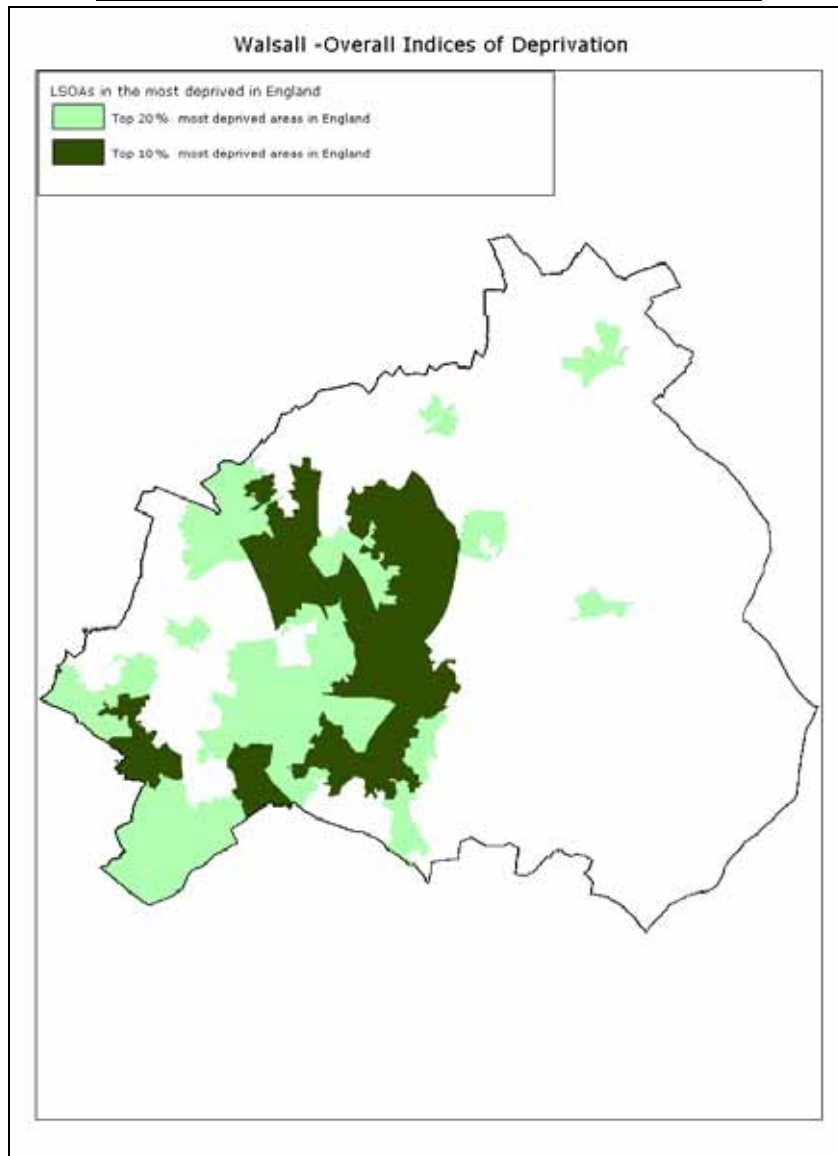 Walsall -Overall Indices of Deprivation
LSOAs in the most deprived in England
Top 20% most deprived areas in England
Top 10% most deprived areas in England